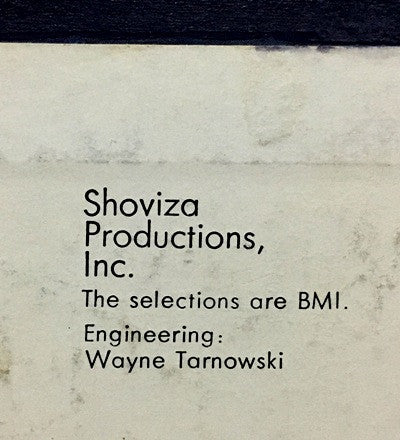 Shoviza
Productions,
Inc.
The selections are BMI.
Engineering:
Wayne Tarnowski